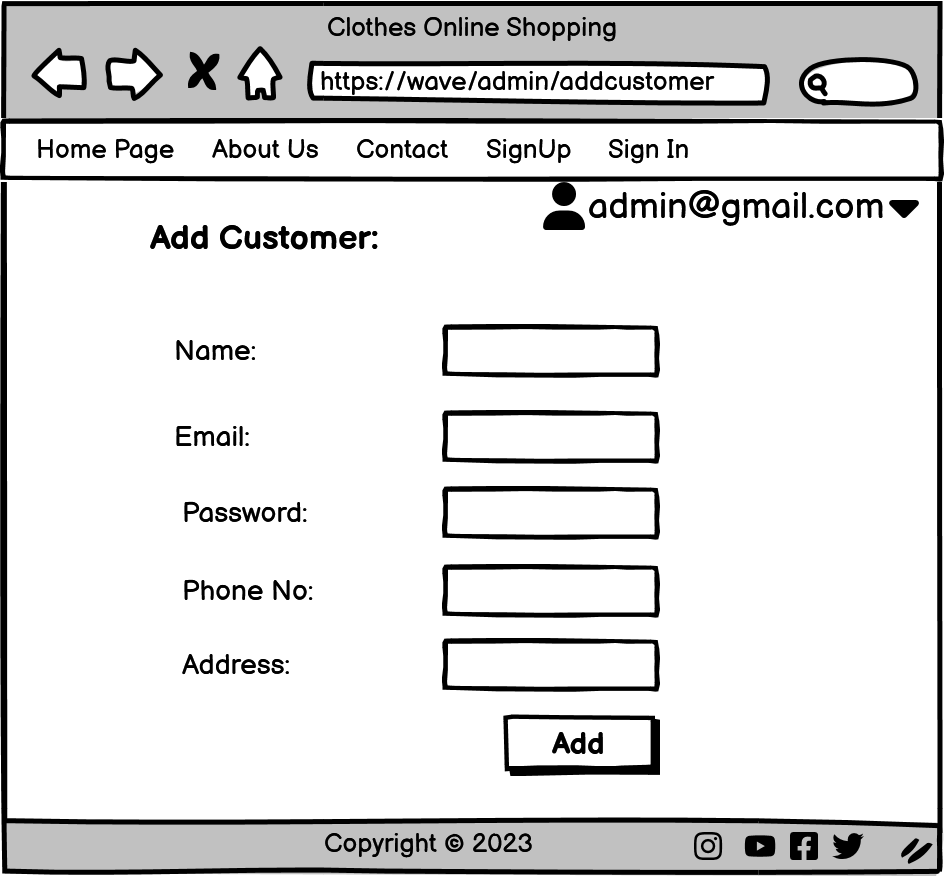 Clothes Online Shopping
https://wave/admin/addcustomer
Home Page About Us Contact SignUp Sign In
admin@gmail.com
Add Customer:
Name:
Email:
Password:
Phone No:
Address:
Add
Copyright © 2023